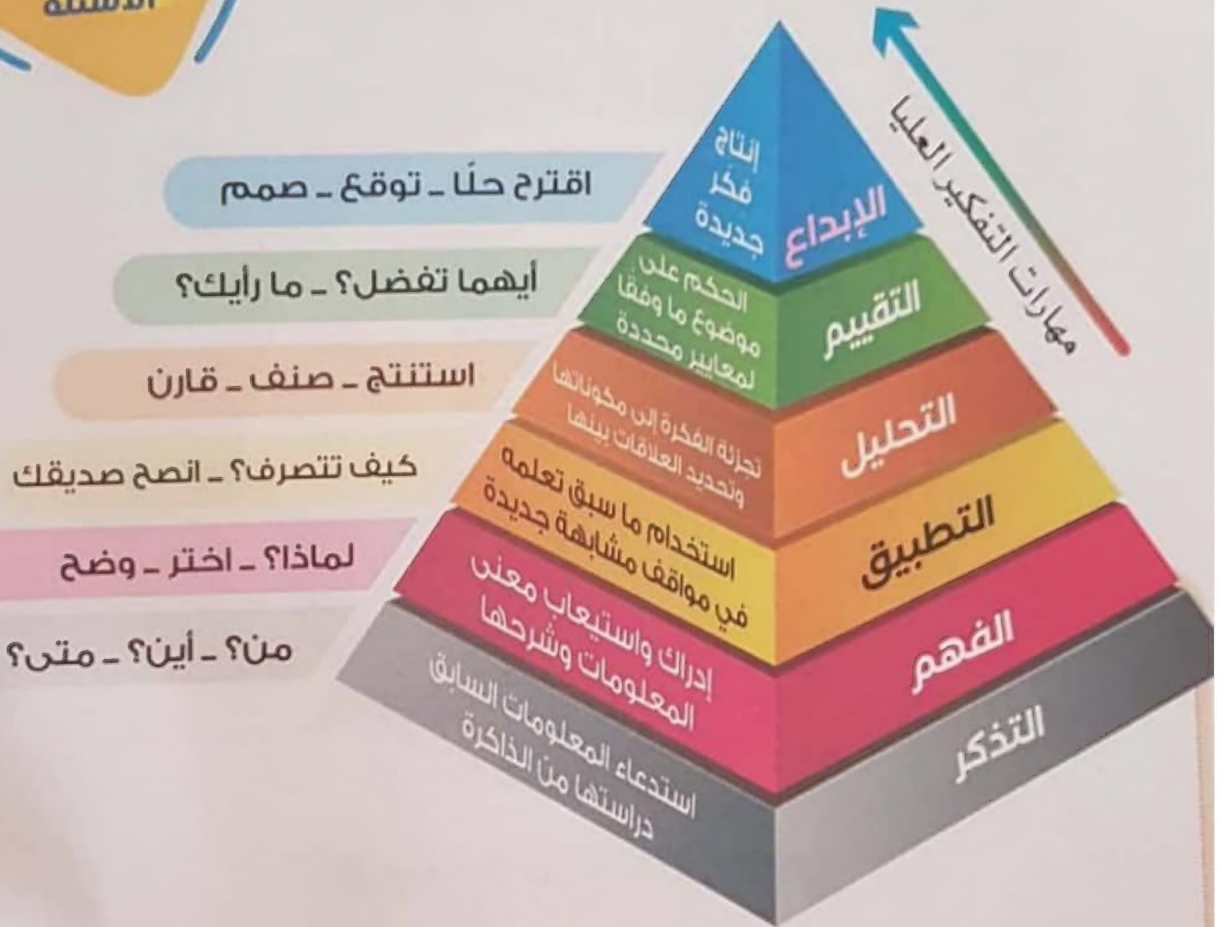 الأسئلة
مهارات التفكير العليا
الإبداع
إنتاج
فكر
جديدة
اقترح حلًا - توقع - صمم
التقييم
الحكم على
موضوع ما وفقًا
لمعايير محددة
أيهما تفضل؟ - ما رأيك؟
التحليل
تجزئة الفكرة إلى مكوناتها
وتحديد العلاقات بينها
استنتج - صنف - قارن
التطبيق
استخدام ما سبق تعلمه
في مواقف مشابهة جديدة
كيف تتصرف؟ - انصح صديقك
الفهم
إدراك واستيعاب معنى
المعلومات وشرحها
لماذا؟ - اختر - وضح
التذكر
استدعاء المعلومات السابق
دراستها من الذاكرة
من؟ - أين؟ - متى؟